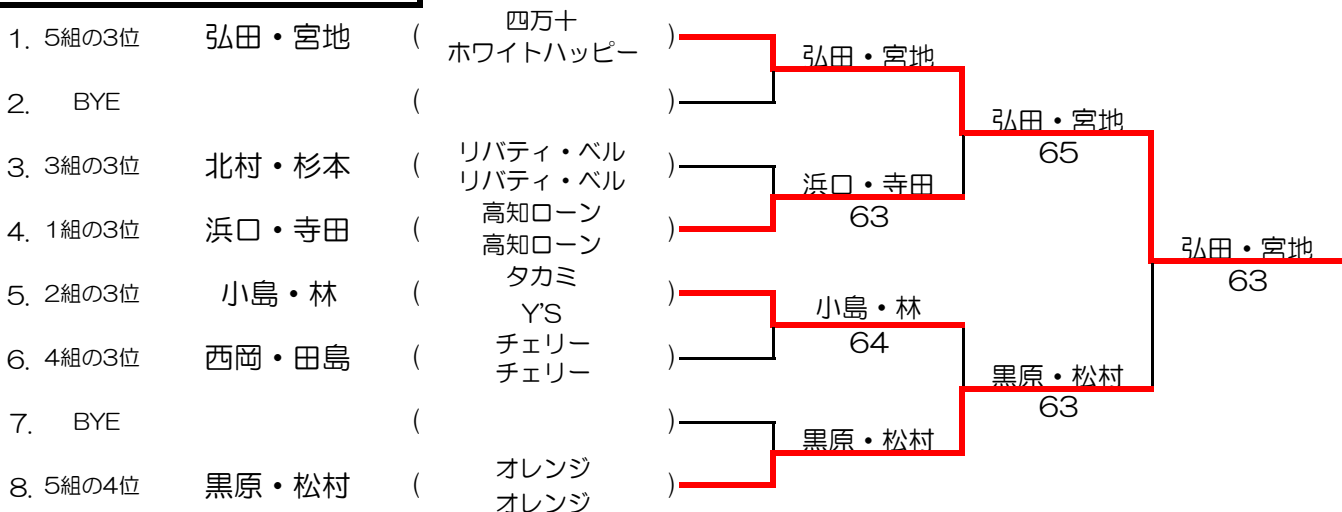 1. 5組の3位 弘田・宮地 ( 四万十 ホワイトハッピー )
弘田・宮地
2. BYE ( )
弘田・宮地
65
3. 3組の3位 北村・杉本 ( リバティ・ベル リバティ・ベル )
浜口・寺田
63
4. 1組の3位 浜口・寺田 ( 高知ローン 高知ローン )
弘田・宮地
63
5. 2組の3位 小島・林 ( タカミ Y'S )
小島・林
64
6. 4組の3位 西岡・田島 ( チェリー チェリー )
黒原・松村
63
7. BYE ( )
黒原・松村
8. 5組の4位 黒原・松村 ( オレンジ オレンジ )